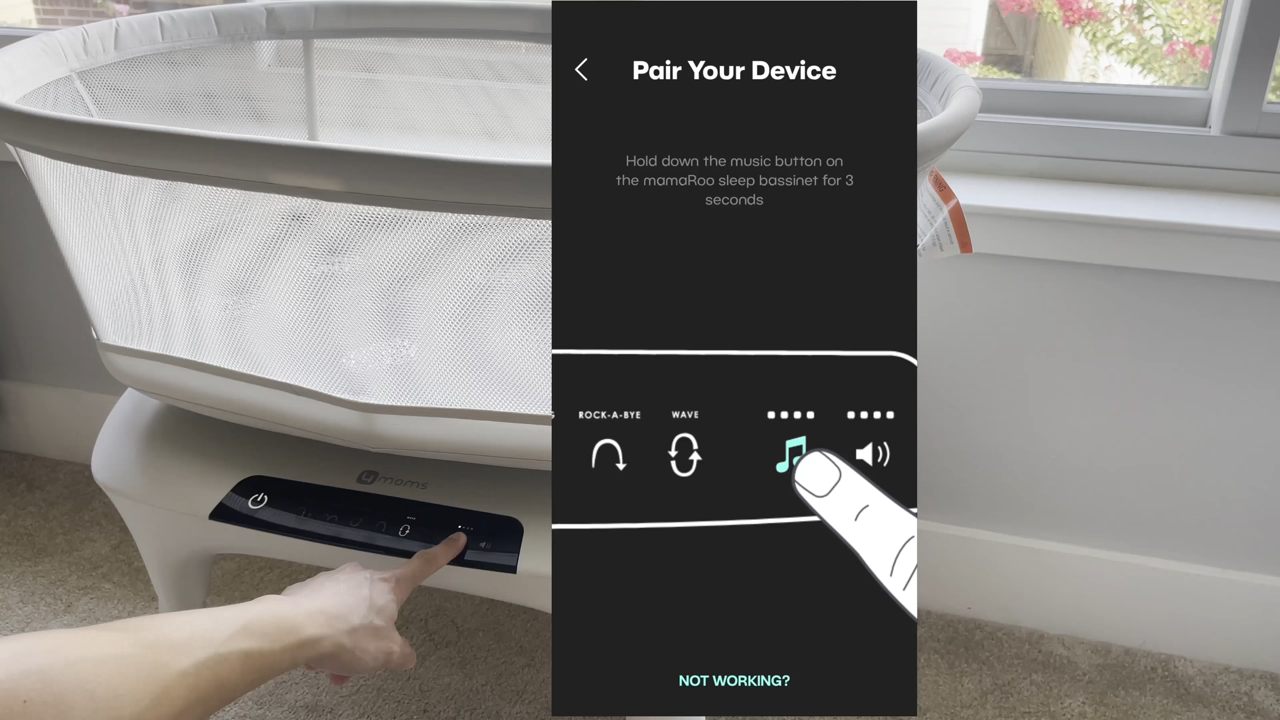 Pair Your Device
Hold down the music button on
the mamaRoo sleep bassinet for 3
seconds
ROCK-A-BYE
WAVE
NOT WORKING?
4moms